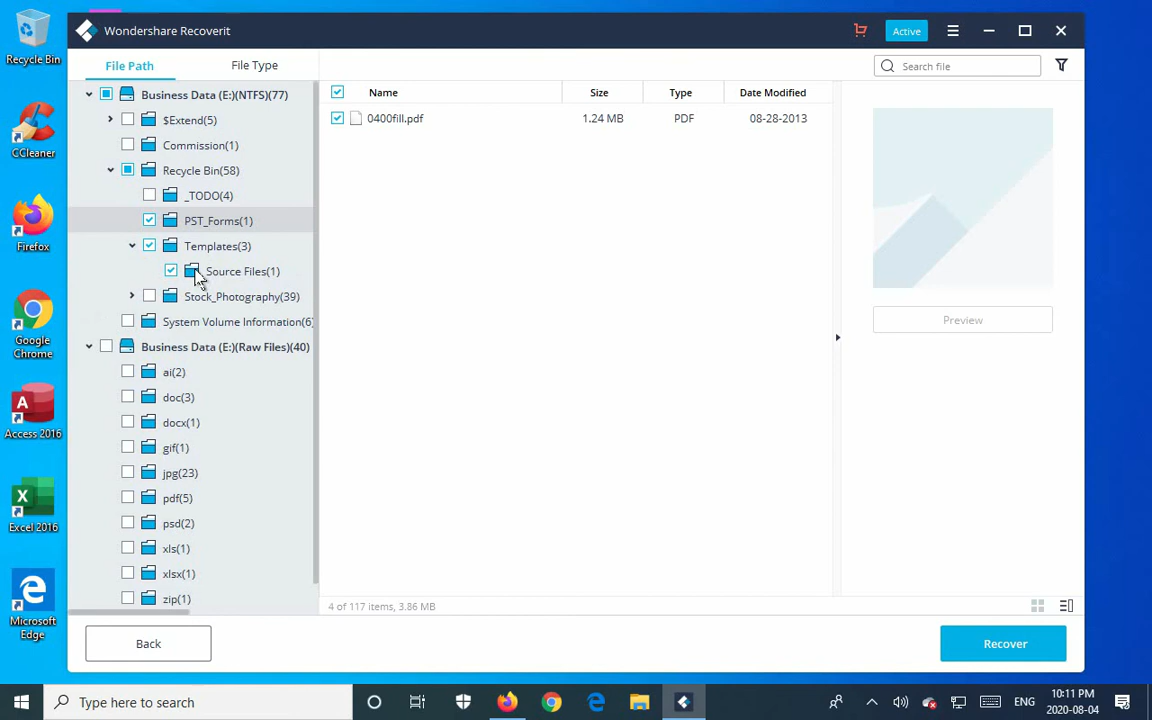 Recycle Bin
CCleaner
Firefox
Google
Chrome
Access 2016
Excel 2016
Microsoft
Edge
Wondershare Recoverit
Active
File Path
File Type
Search file
Business Data (E:)(NTFS)(77)
$Extend(5)
Commission(1)
Recycle Bin(58)
_TODO(4)
PST_Forms(1)
Templates(3)
Source Files(1)
Stock_Photography(39)
System Volume Information(6)
Business Data (E:)(Raw Files)(40)
ai(2)
doc(3)
docx(1)
gif(1)
jpg(23)
pdf(5)
psd(2)
xls(1)
xlsx(1)
zip(1)
Name Size Type Date Modified
0400fill.pdf 1.24 MB PDF 08-28-2013
Preview
4 of 117 items, 3.86 MB
Back
Recover
Type here to search
ENG
10:11 PM
2020-08-04